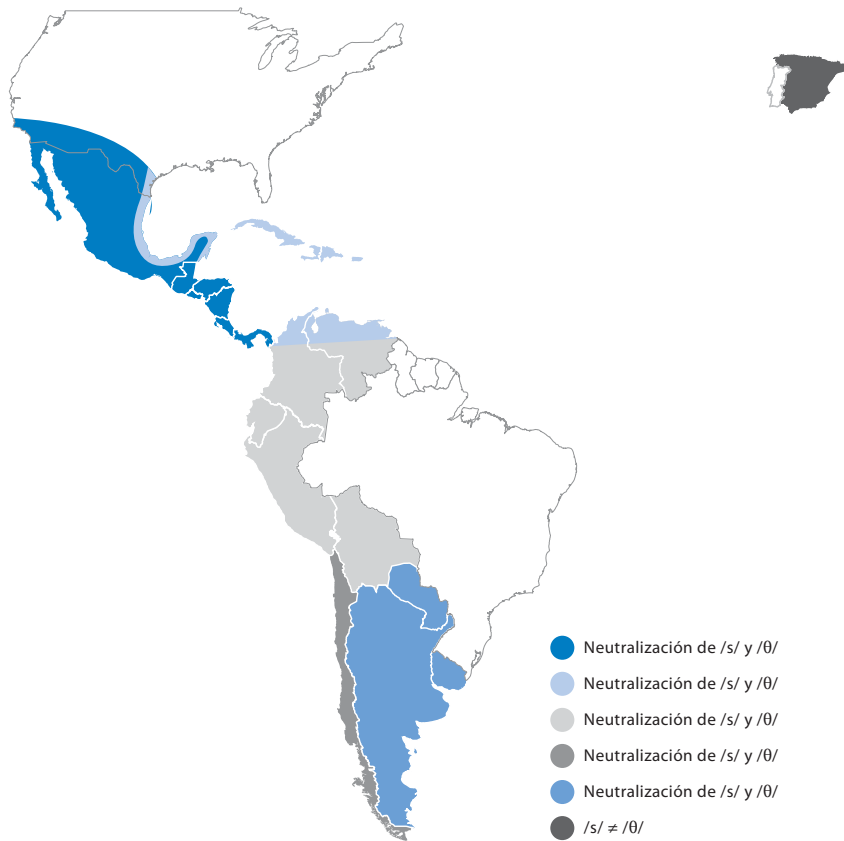 Neutralización de /s/ y /θ/
Neutralización de /s/ y /θ/
Neutralización de /s/ y /θ/
Neutralización de /s/ y /θ/
Neutralización de /s/ y /θ/
/s/ ≠ /θ/